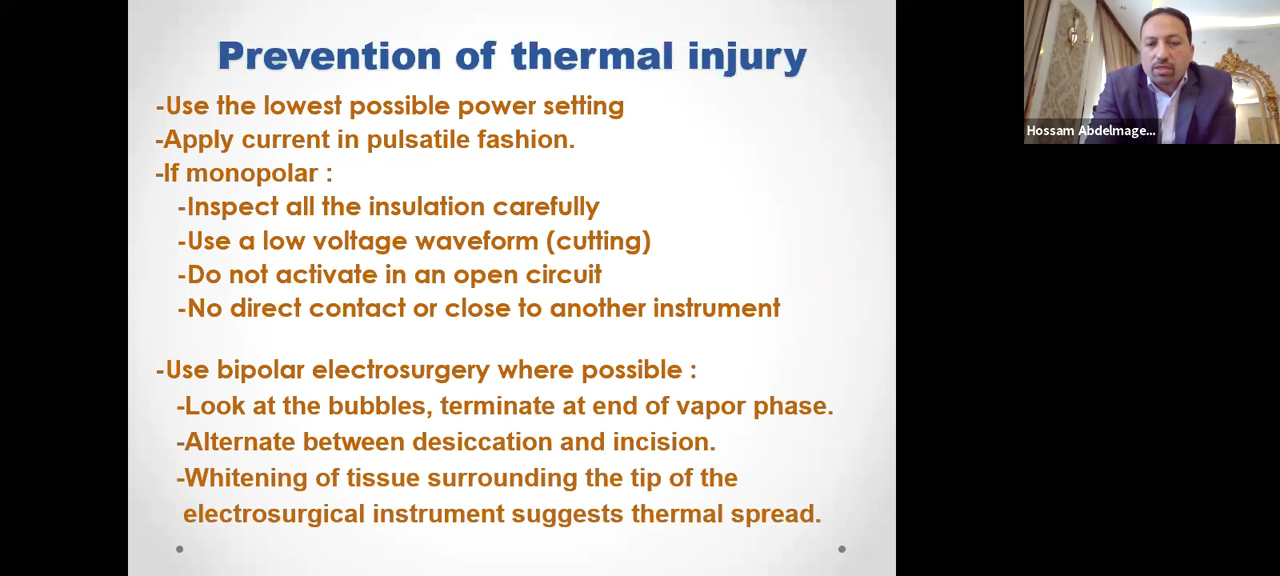 Prevention of thermal injury
-Use the lowest possible power setting
-Apply current in pulsatile fashion.
-If monopolar :
-Inspect all the insulation carefully
-Use a low voltage waveform (cutting)
-Do not activate in an open circuit
-No direct contact or close to another instrument
-Use bipolar electrosurgery where possible :
-Look at the bubbles, terminate at end of vapor phase.
-Alternate between desiccation and incision.
-Whitening of tissue surrounding the tip of the
electrosurgical instrument suggests thermal spread.
Hossam Abdelmage...